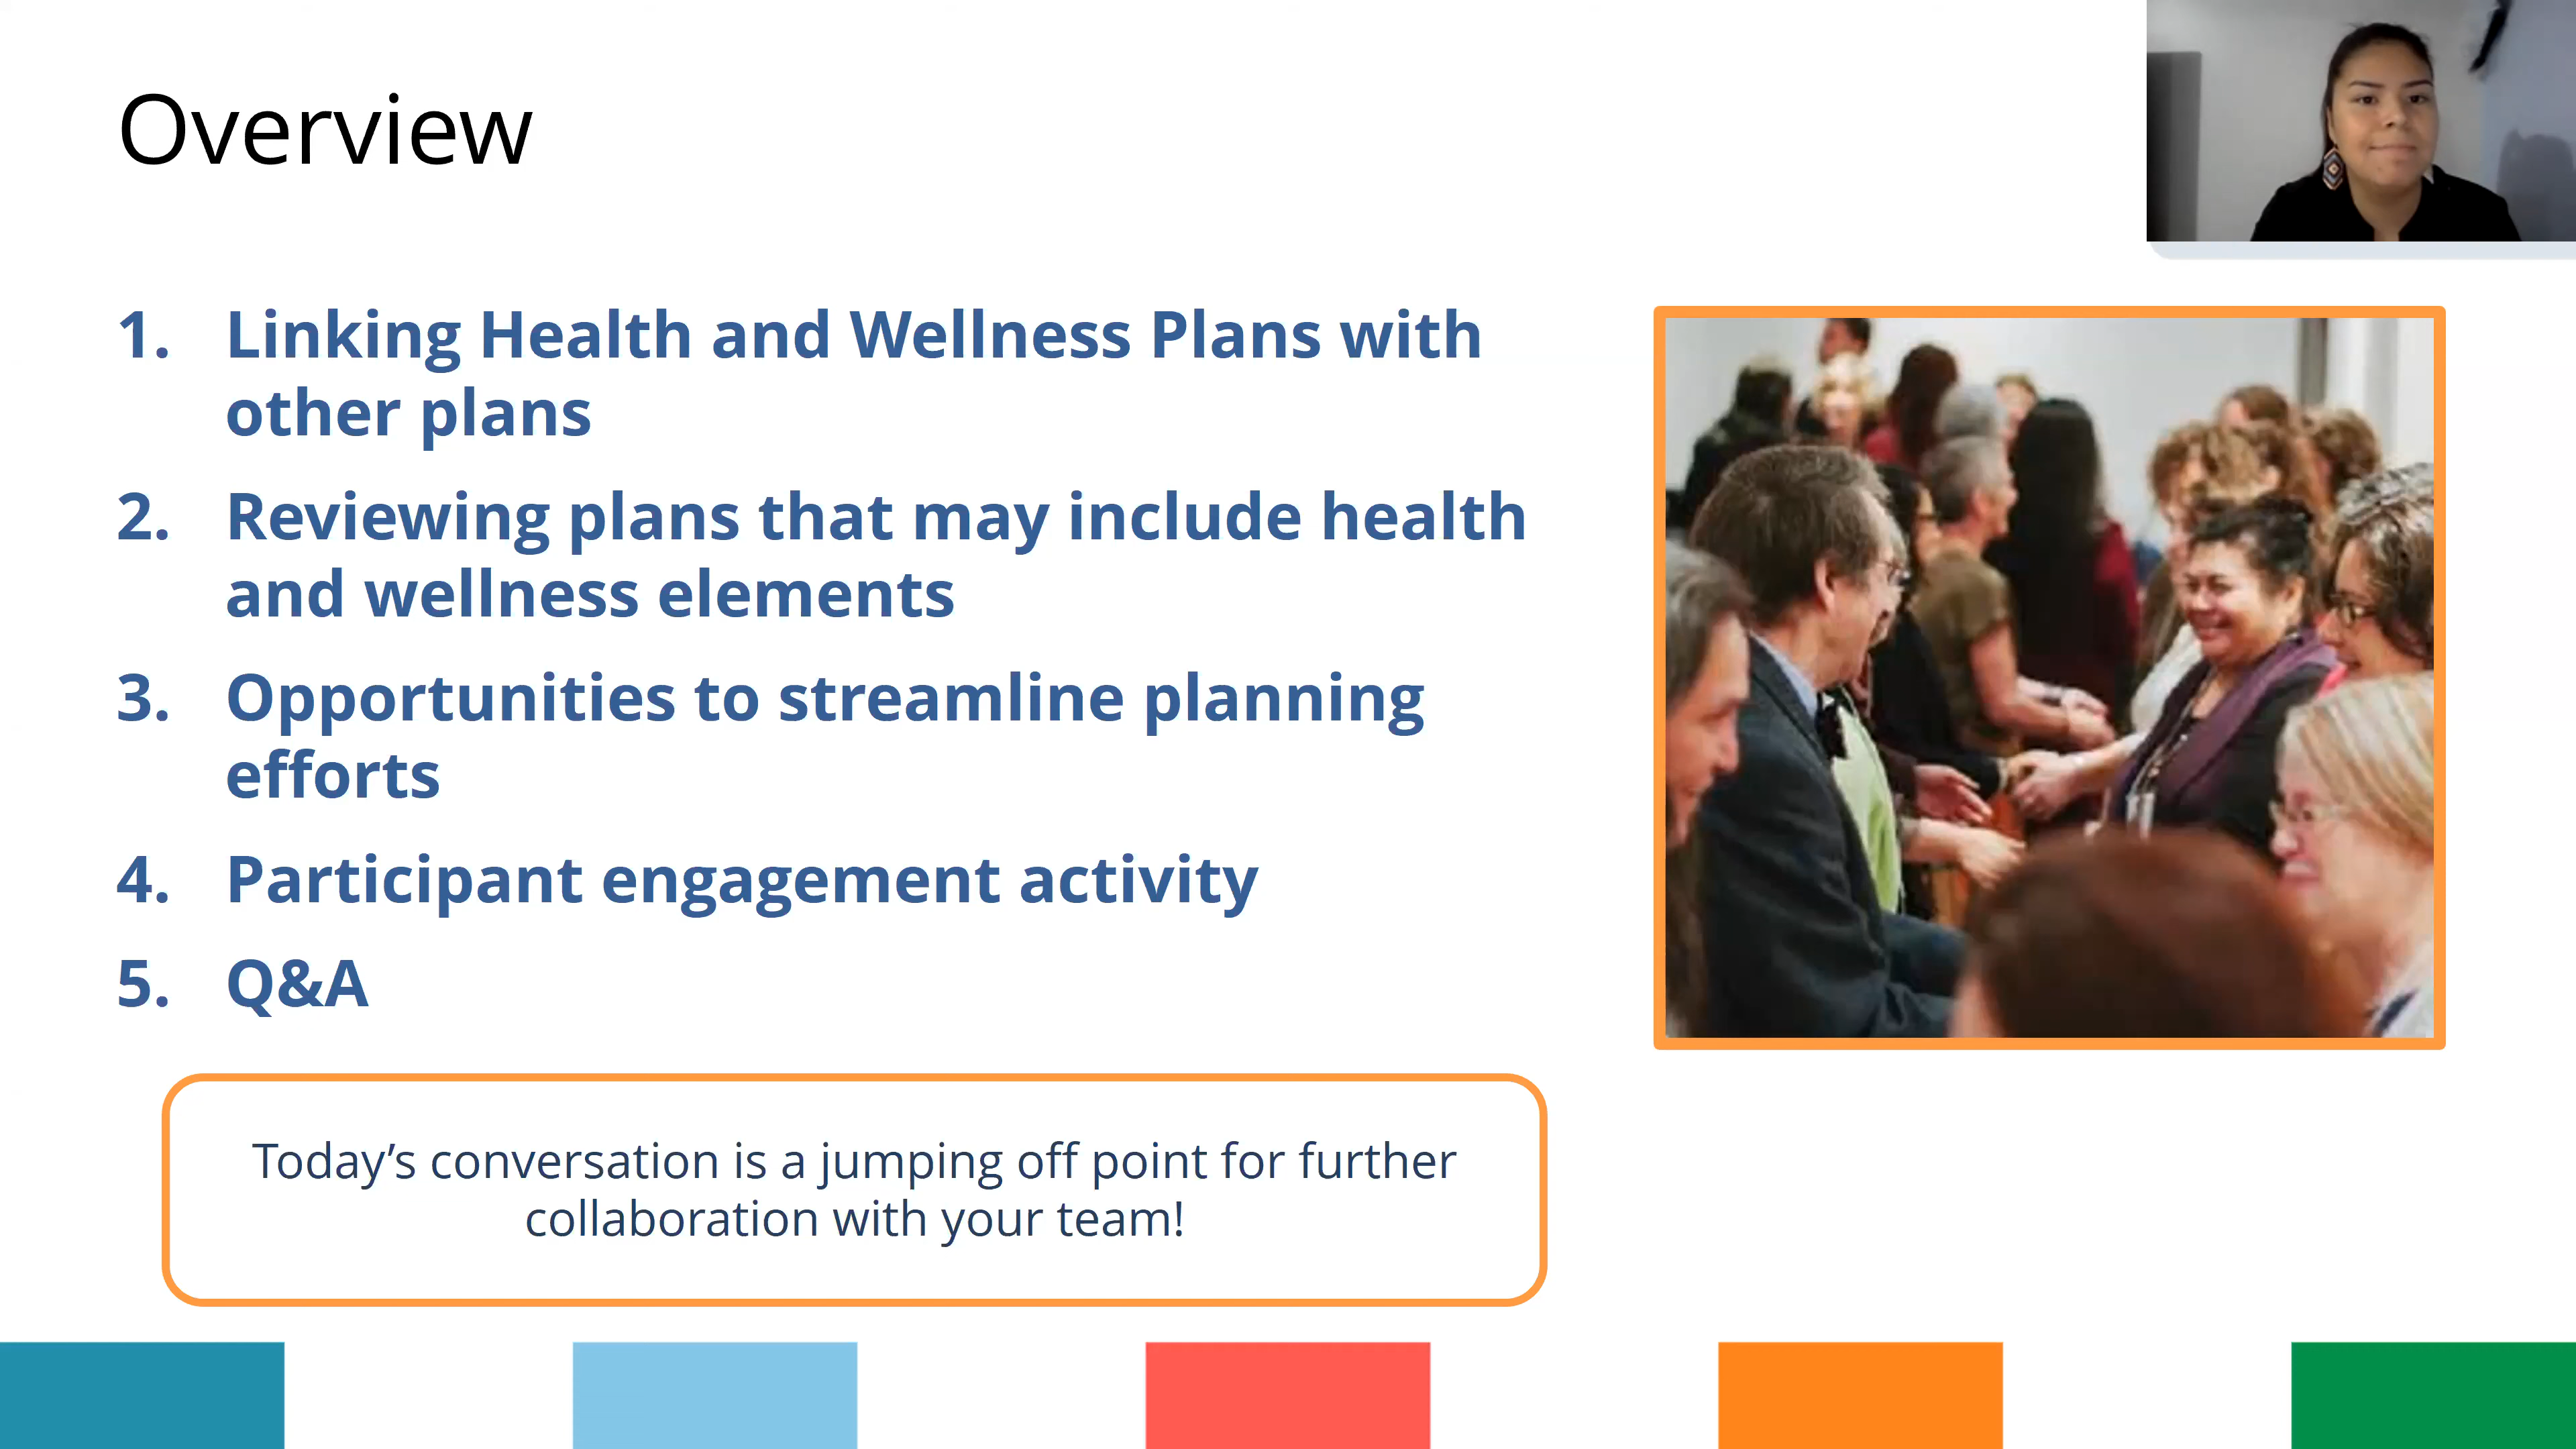 Overview
1. Linking Health and Wellness Plans with
other plans
2. Reviewing plans that may include health
and wellness elements
3. Opportunities to streamline planning
efforts
4. Participant engagement activity
5. Q&A
Today’s conversation is a jumping off point for further
collaboration with your team!